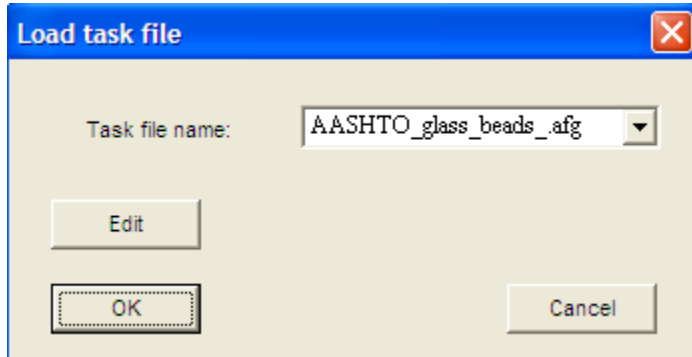 Load task file
Task file name: AASHTO_glass_beads_.afg
Edit
OK Cancel